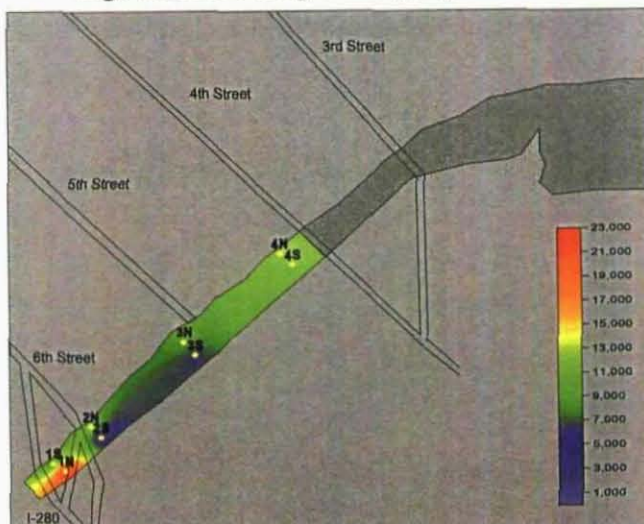 3rd Street
4th Street
5th Street
4N
4S
3N
3S
6th Street
2N
2S
1S
1N
I-280
23,000
21,000
19,000
17,000
15,000
13,000
11,000
9,000
7,000
5,000
3,000
1,000